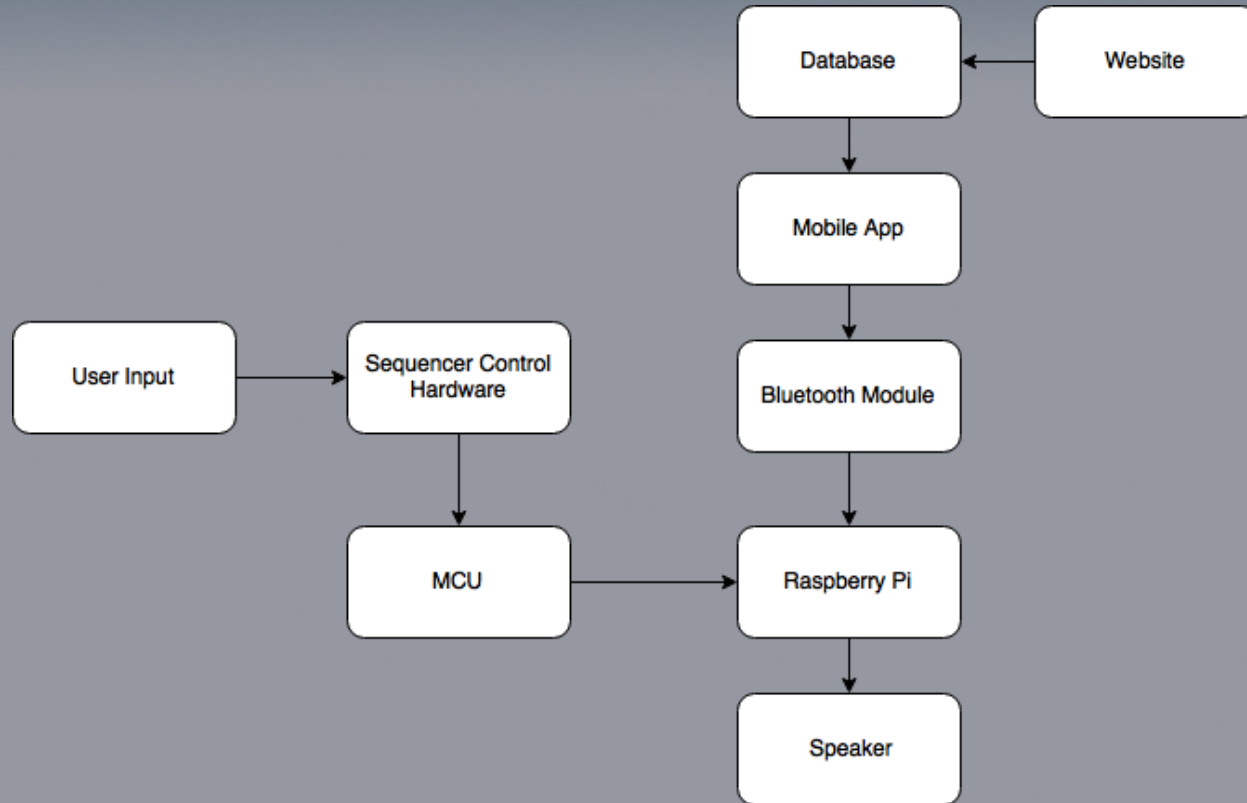 Database
Website
Mobile App
User Input
Sequencer Control
Hardware
Bluetooth Module
MCU
Raspberry Pi
Speaker